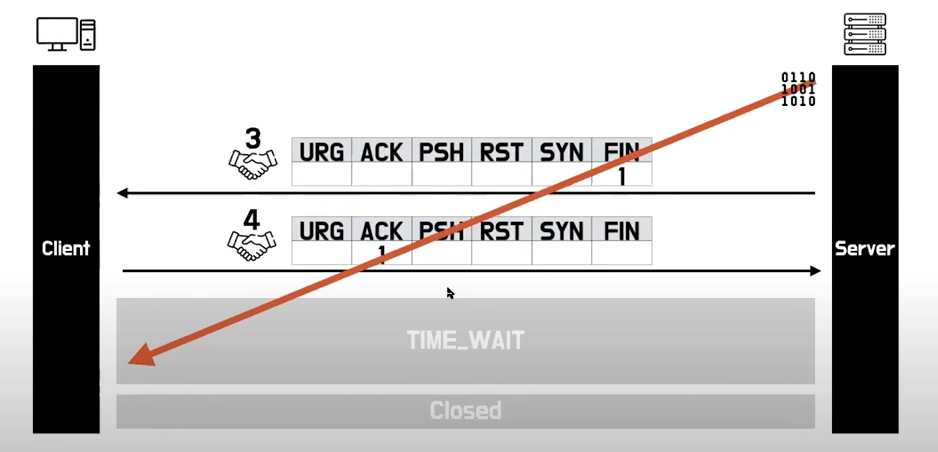 0110
1001
1010
3
URG ACK PSH RST SYN FIN
1
4
URG ACK PSH RST SYN FIN
1
Client
Server
TIME_WAIT
Closed